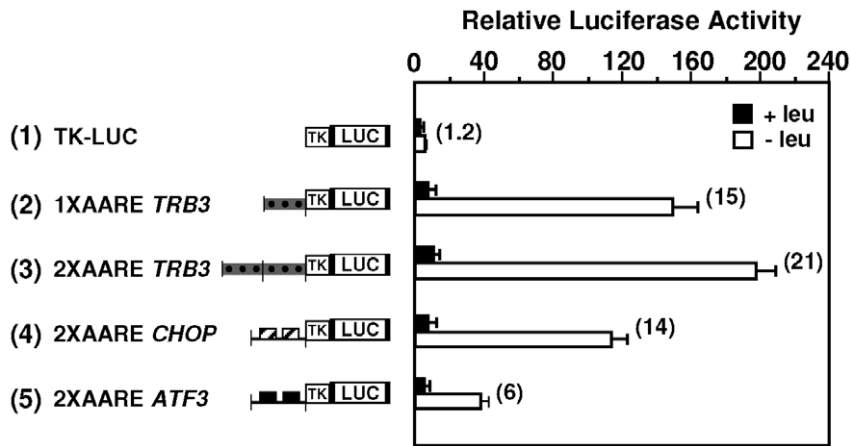 Relative Luciferase Activity
0 40 80 120 160 200 240
+ leu
- leu
(1) TK-LUC TK LUC (1.2)
(2) 1XAARE TRB3 TK LUC (15)
(3) 2XAARE TRB3 TK LUC (21)
(4) 2XAARE CHOP TK LUC (14)
(5) 2XAARE ATF3 TK LUC (6)